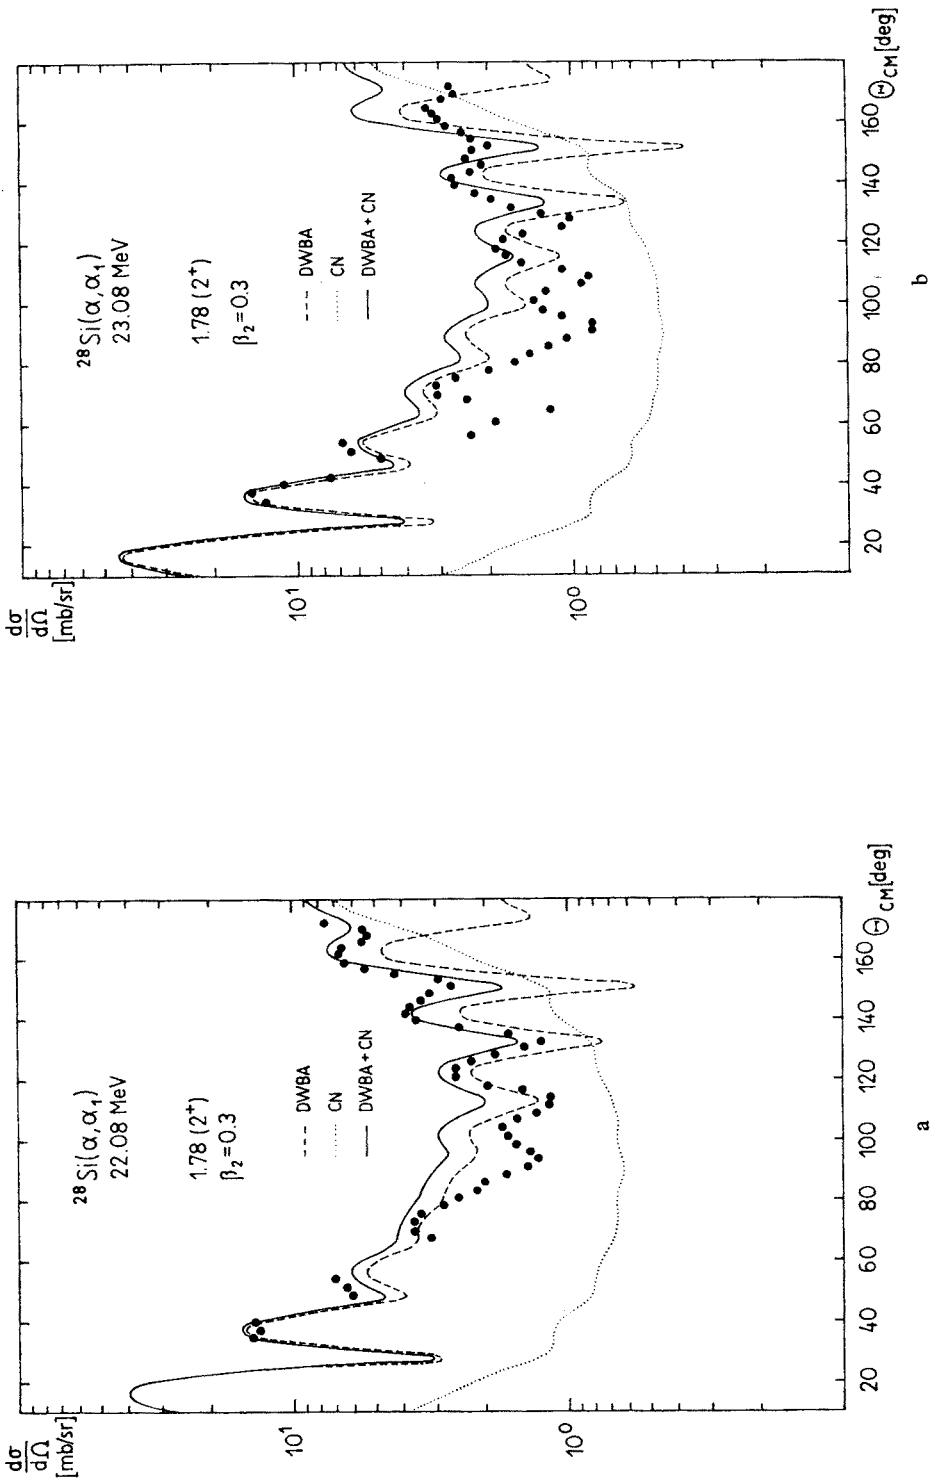 dσ
dΩ
[mb/sr]
²⁸Si(α,α₁)
22.08 MeV
1.78 (2⁺)
β₂=0.3
DWBA
CN
DWBA+CN
10¹
10⁰
20
40
60
80
100
120
140
160
Θ_CM[deg]
a
dσ
dΩ
[mb/sr]
²⁸Si(α,α₁)
23.08 MeV
1.78 (2⁺)
β₂=0.3
DWBA
CN
DWBA+CN
10¹
10⁰
20
40
60
80
100
120
140
160
Θ_CM[deg]
b